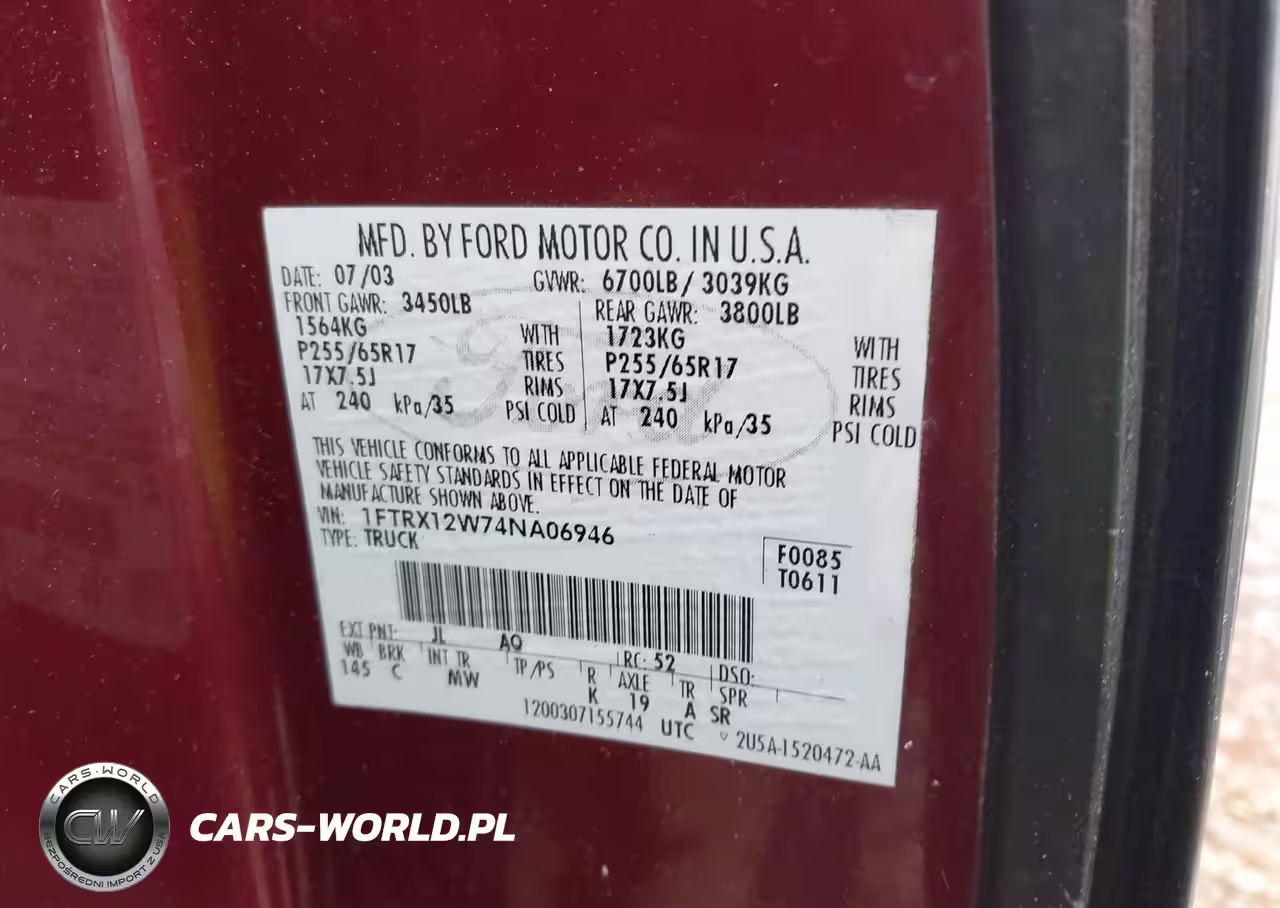 MFD. BY FORD MOTOR CO. IN U.S.A.
DATE: 07/03 GVWR: 6700LB / 3039KG
FRONT GAWR: 3450LB REAR GAWR: 3800LB
1564KG WITH 1723KG WITH
P255/65R17 TIRES P255/65R17 TIRES
17X7.5J RIMS 17X7.5J RIMS
AT 240 kPa/35 PSI COLD AT 240 kPa/35 PSI COLD
THIS VEHICLE CONFORMS TO ALL APPLICABLE FEDERAL MOTOR
VEHICLE SAFETY STANDARDS IN EFFECT ON THE DATE OF
MANUFACTURE SHOWN ABOVE.
VIN: 1FTRX12W74NA06946
TYPE: TRUCK
F0085
T0611
EXT PNT: JL AQ RC: 52 DSO:
WB BRK INT TR TP/PS R AXLE TR SPR
145 C MW K 19 A SR
1200307155744 UTC 2U5A-1520472-AA
Ford
CARS-WORLD
CW
BEZPOŚREDNI IMPORT Z USA
CARS-WORLD.PL